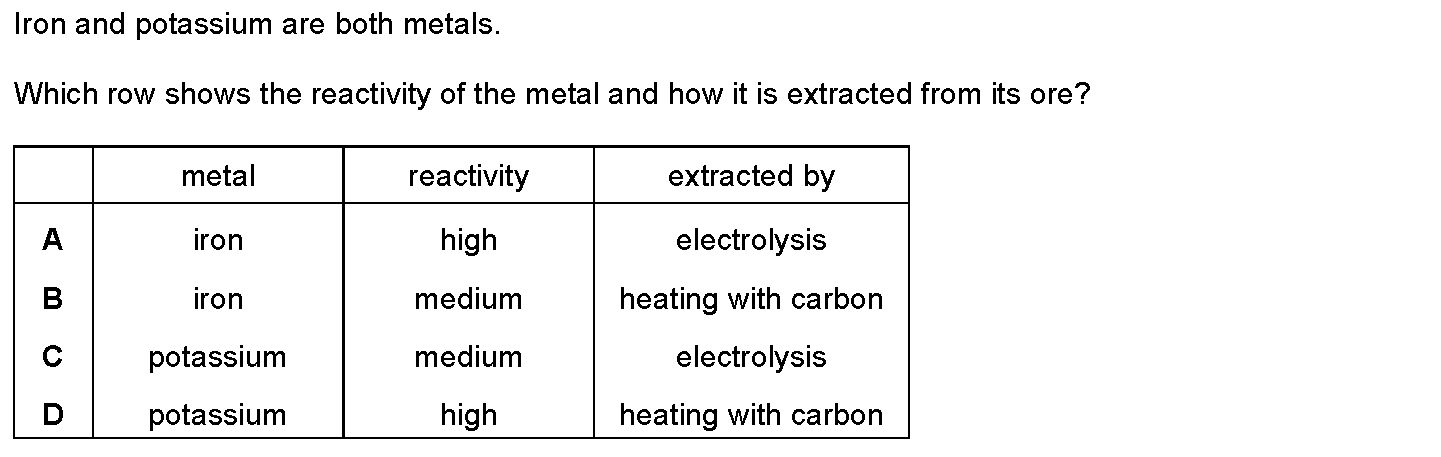 Iron and potassium are both metals.
Which row shows the reactivity of the metal and how it is extracted from its ore?
metal reactivity extracted by
A iron high electrolysis
B iron medium heating with carbon
C potassium medium electrolysis
D potassium high heating with carbon